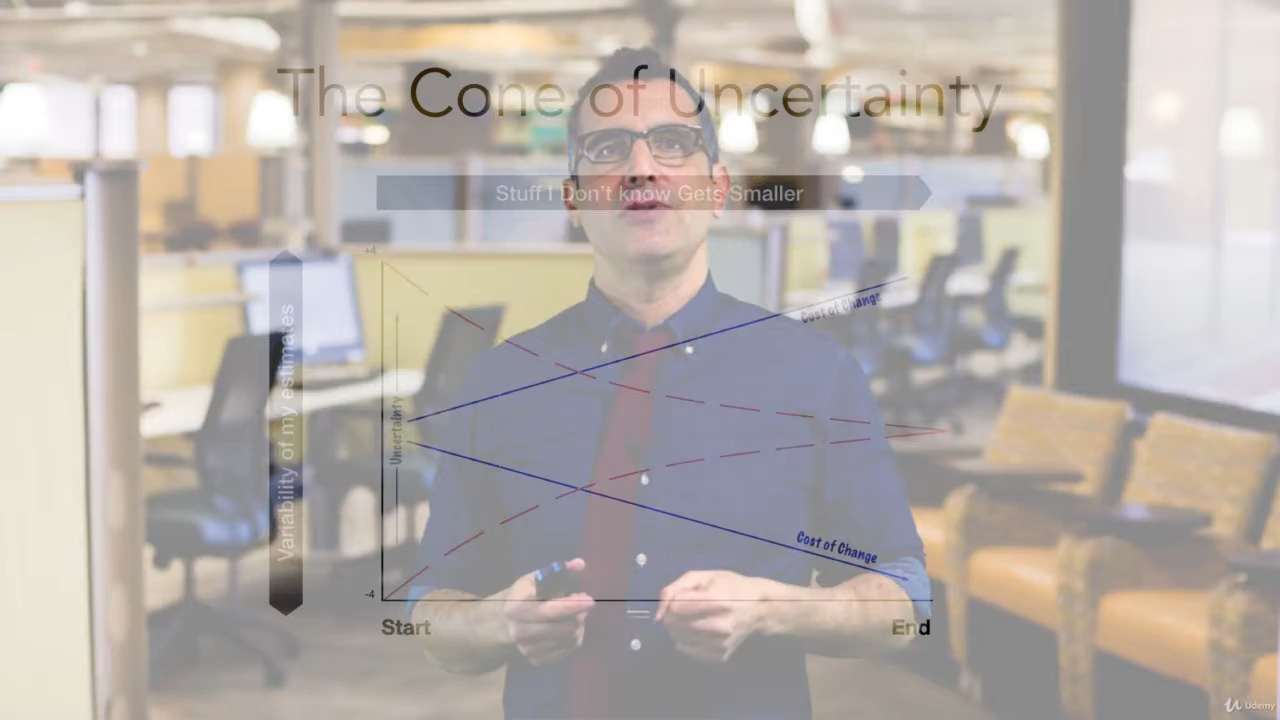 The Cone of Uncertainty
Stuff I Don't know Gets Smaller
+4
Variability of my estimates
Uncertainty
Cost of Change
Cost of Change
-4
Start
End
Udemy